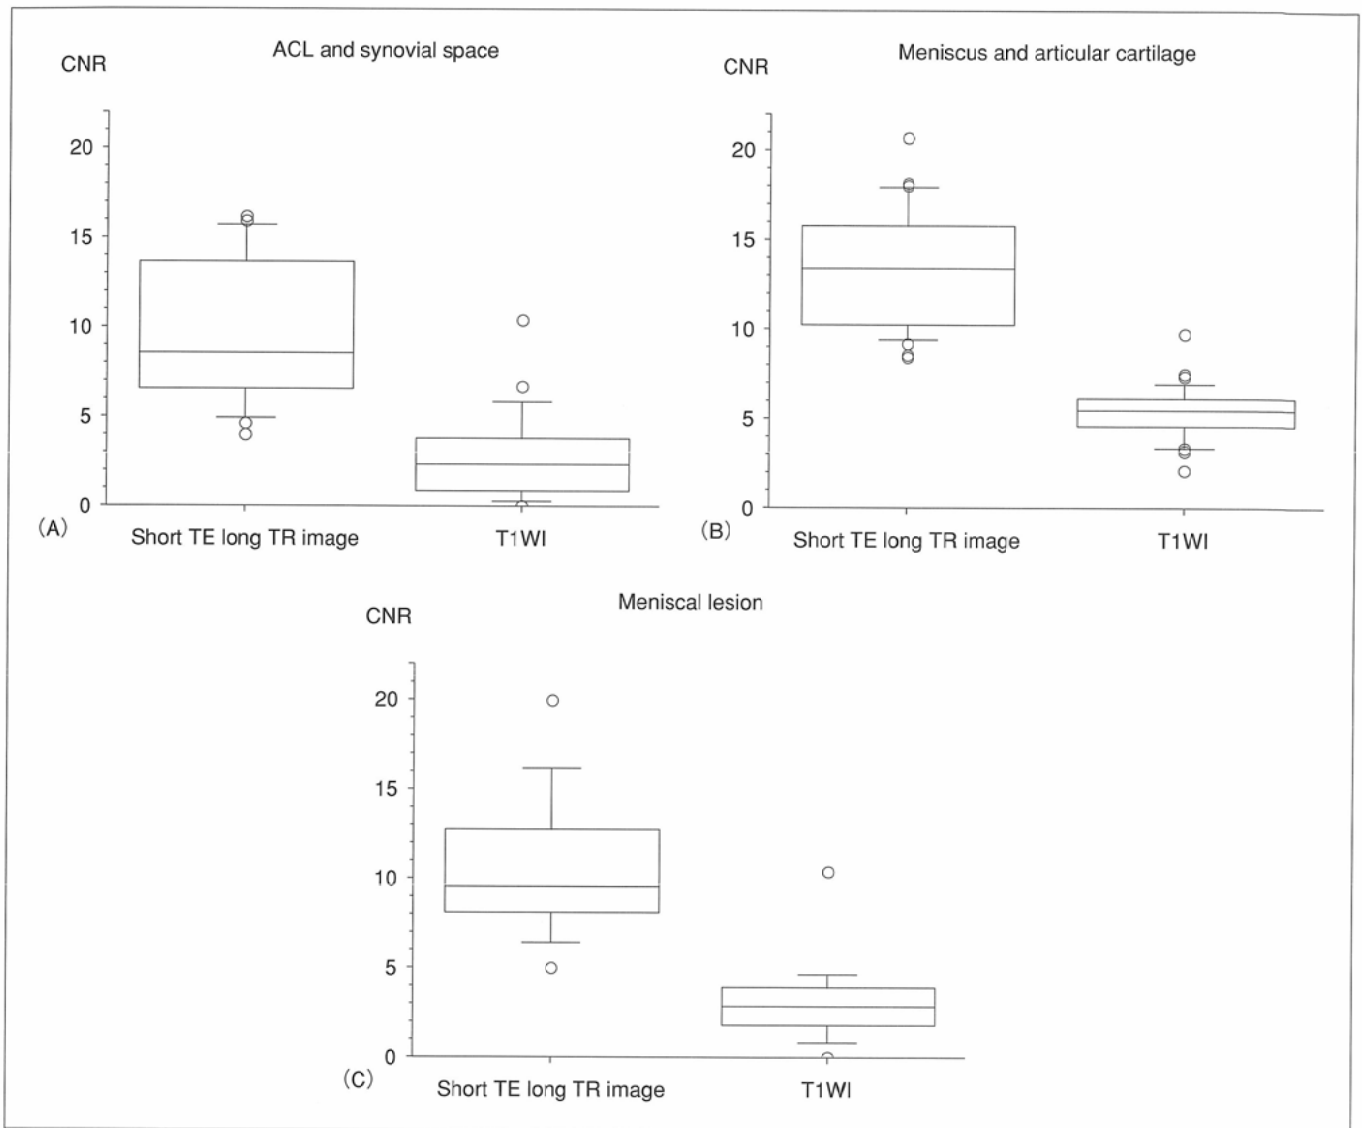 ACL and synovial space
CNR
20
15
10
5
0
(A)
Short TE long TR image
T1WI
Meniscus and articular cartilage
CNR
20
15
10
5
0
(B)
Short TE long TR image
T1WI
Meniscal lesion
CNR
20
15
10
5
0
(C)
Short TE long TR image
T1WI